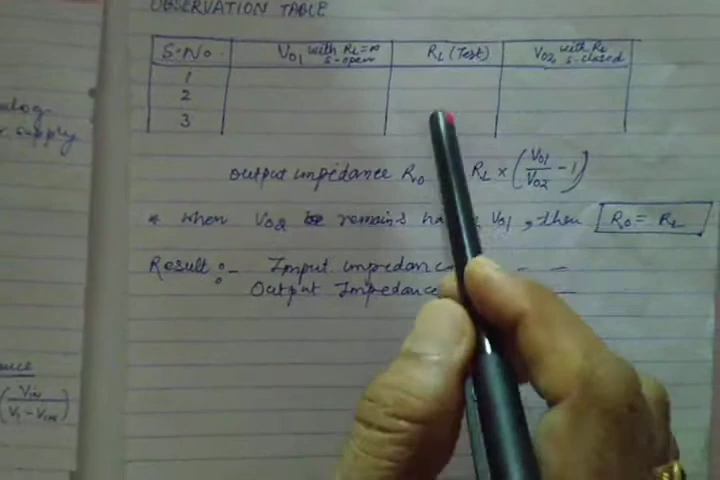 OBSERVATION TABLE
S.No. V01 with RL=∞ S-open RL (Test) V02 with RL S-closed
1
2
3
Output impedance R0 RL × (V01/V02 - 1)
* When V02 remains V01, then R0 = RL
Result :- Input impedanc - -
Output Impedance
alog
supply
(Vin/V1-Vin)